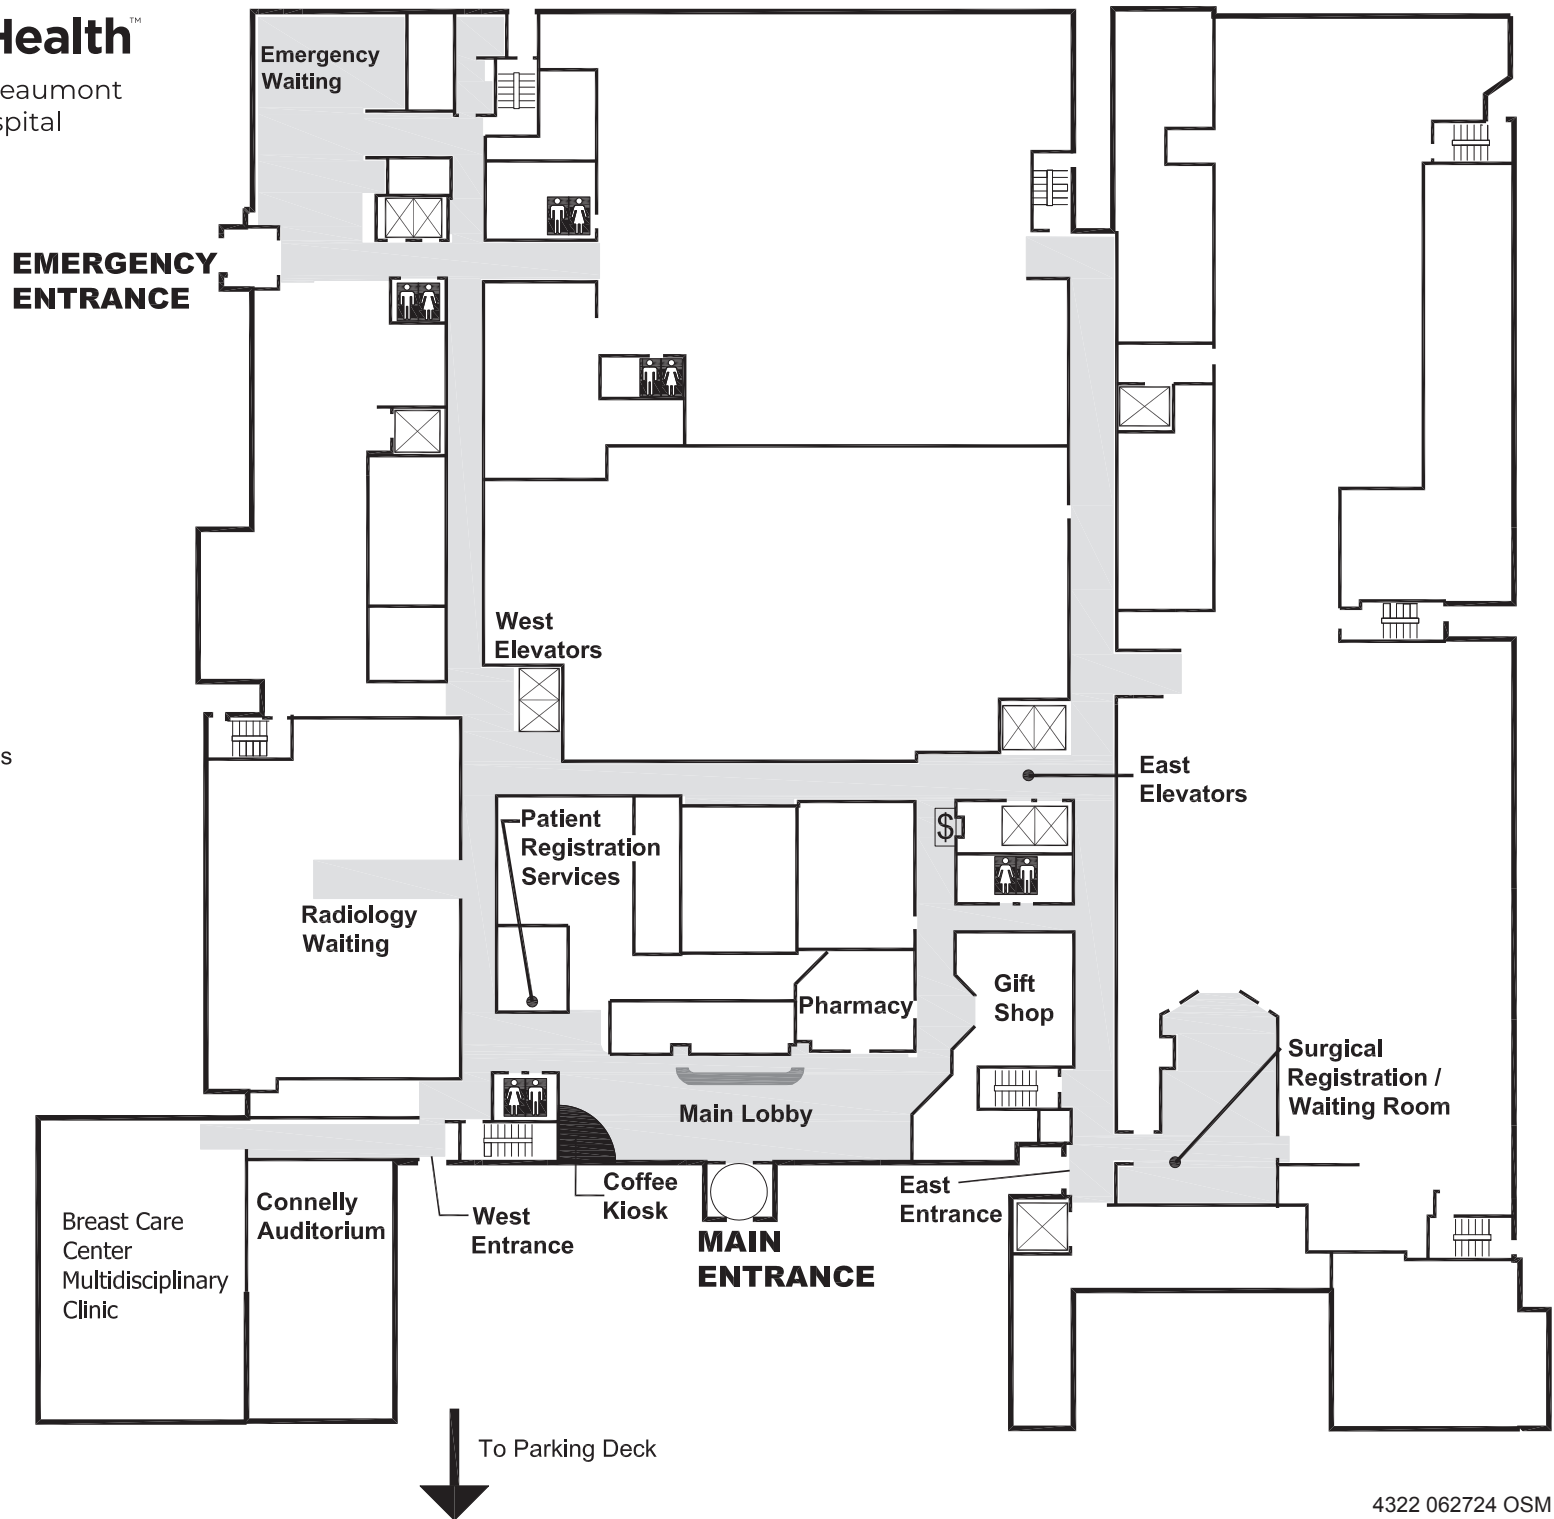 Health™
eaumont
spital
Emergency
Waiting
EMERGENCY
ENTRANCE
West
Elevators
s
East
Elevators
Patient
Registration
Services
$
Radiology
Waiting
Gift
Shop
Pharmacy
Surgical
Registration /
Waiting Room
Main Lobby
Coffee
Kiosk
East
Entrance
West
Entrance
Connelly
Auditorium
Breast Care
Center
Multidisciplinary
Clinic
MAIN
ENTRANCE
To Parking Deck
4322 062724 OSM